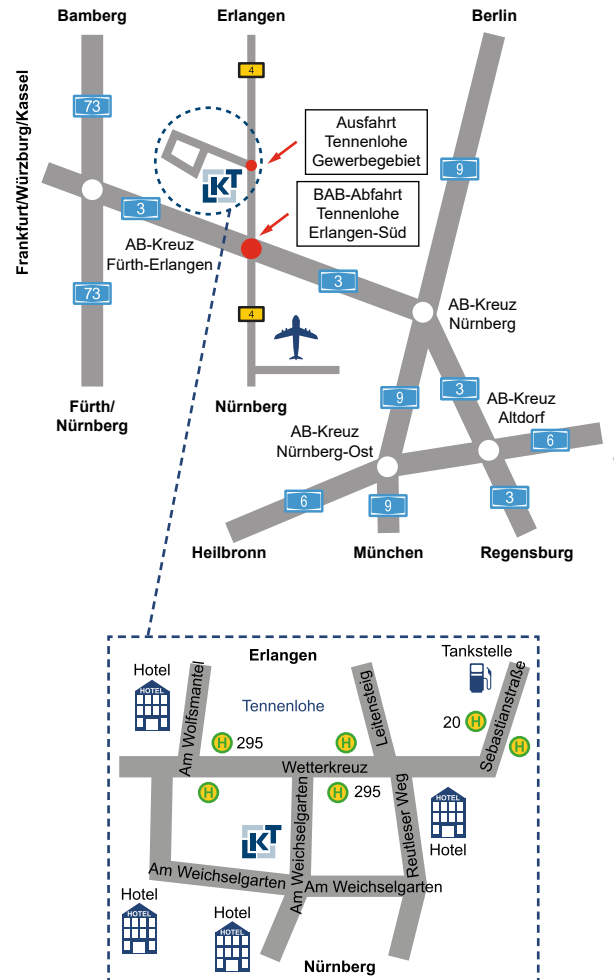 Bamberg
Erlangen
Berlin
Frankfurt/Würzburg/Kassel
4
73
Ausfahrt
Tennenlohe
Gewerbegebiet
9
LKT
BAB-Abfahrt
Tennenlohe
Erlangen-Süd
3
AB-Kreuz
Fürth-Erlangen
3
73
4
AB-Kreuz
Nürnberg
Fürth/
Nürnberg
Nürnberg
9
3
AB-Kreuz
Altdorf
AB-Kreuz
Nürnberg-Ost
6
6
9
3
Heilbronn
München
Regensburg
Erlangen
Tankstelle
Hotel
HOTEL
Am Wolfsmantel
Tennenlohe
Leitensteig
Sebastianstraße
20 H
H
H 295
H
Wetterkreuz
H
H 295
Am Weichselgarten
Reutleser Weg
HOTEL
Hotel
LKT
Am Weichselgarten
Am Weichselgarten
Hotel
HOTEL
Hotel
HOTEL
Nürnberg